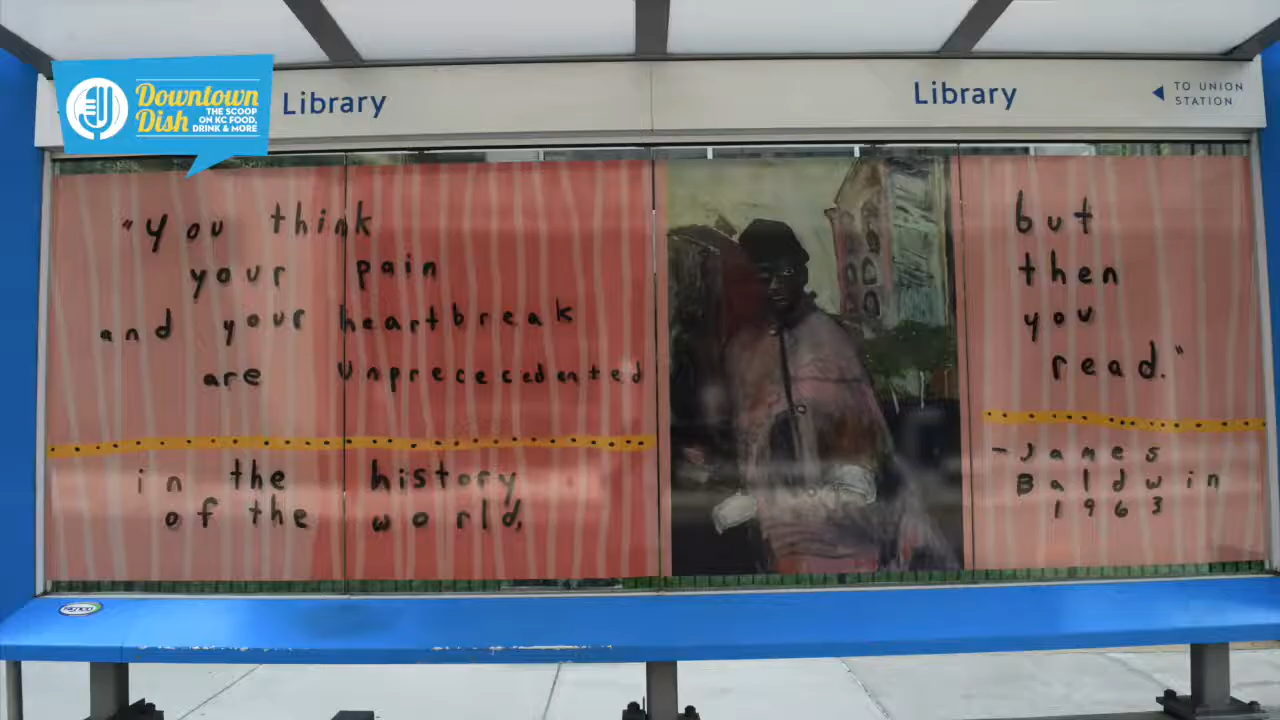 Downtown
Dish
THE SCOOP
ON KC FOOD,
DRINK & MORE
Library
Library
TO UNION
STATION
"You think
your pain
and your heartbreak
are Unprececedented
in the history
of the world,
but
then
you
read."
-James
Baldwin
1963